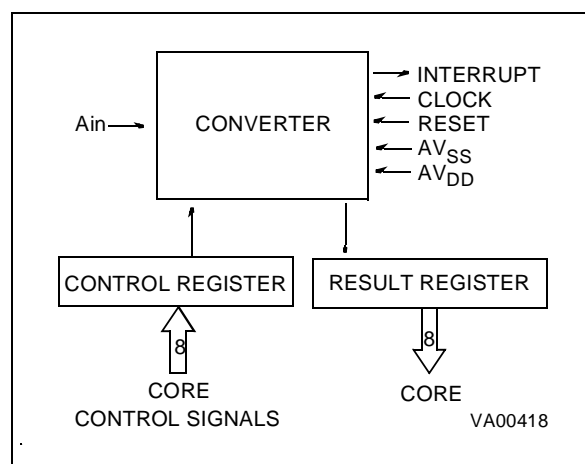 INTERRUPT
CLOCK
Ain
CONVERTER
RESET
AVSS
AVDD
CONTROL REGISTER
RESULT REGISTER
8
8
CORE
CONTROL SIGNALS
CORE
VA00418